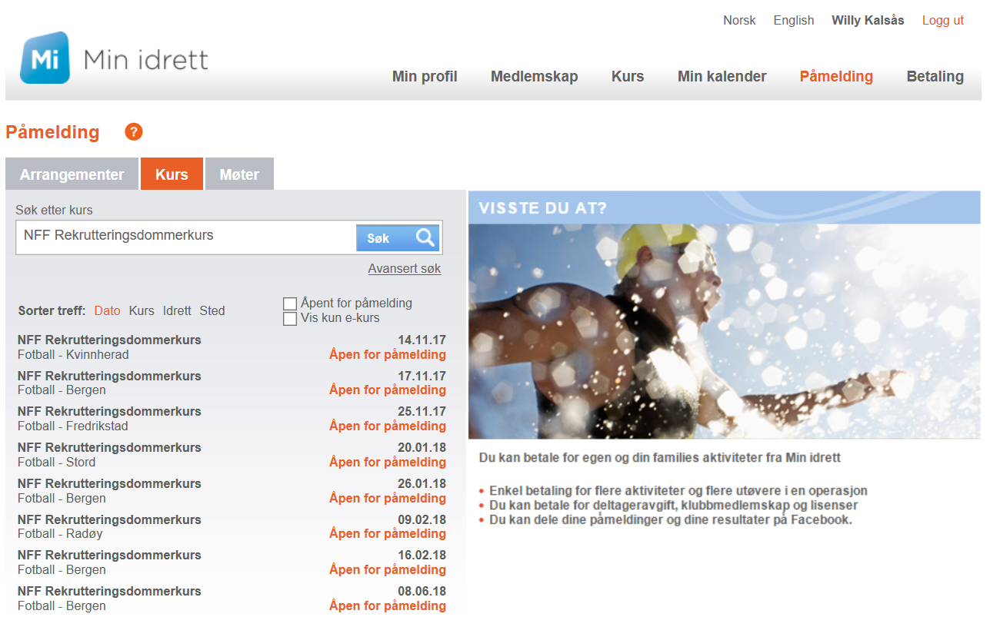 Norsk English Willy Kalsås Logg ut
Mi Min idrett
Min profil Medlemskap Kurs Min kalender Påmelding Betaling
Påmelding ?
Arrangementer Kurs Møter
Søk etter kurs
NFF Rekrutteringsdommerkurs Søk
Avansert søk
Sorter treff: Dato Kurs Idrett Sted
Åpent for påmelding
Vis kun e-kurs
NFF Rekrutteringsdommerkurs 14.11.17
Fotball - Kvinnherad Åpen for påmelding
NFF Rekrutteringsdommerkurs 17.11.17
Fotball - Bergen Åpen for påmelding
NFF Rekrutteringsdommerkurs 25.11.17
Fotball - Fredrikstad Åpen for påmelding
NFF Rekrutteringsdommerkurs 20.01.18
Fotball - Stord Åpen for påmelding
NFF Rekrutteringsdommerkurs 26.01.18
Fotball - Bergen Åpen for påmelding
NFF Rekrutteringsdommerkurs 09.02.18
Fotball - Radøy Åpen for påmelding
NFF Rekrutteringsdommerkurs 16.02.18
Fotball - Bergen Åpen for påmelding
NFF Rekrutteringsdommerkurs 08.06.18
Fotball - Bergen Åpen for påmelding
VISSTE DU AT?
Du kan betale for egen og din families aktiviteter fra Min idrett
• Enkel betaling for flere aktiviteter og flere utøvere i en operasjon
• Du kan betale for deltageravgift, klubbmedlemskap og lisenser
• Du kan dele dine påmeldinger og dine resultater på Facebook.